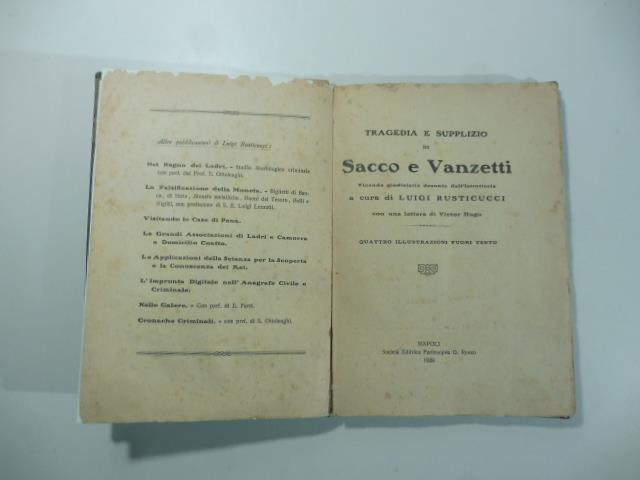 Altre pubblicazioni di Luigi Rusticucci:
Nel Regno dei Ladri. - Studio Sociologico criminale
con pref. del Prof. S. Ottolenghi.
La Falsificazione della Moneta. - Biglietti di Ban-
ca, di Stato, Monete metalliche, Buoni del Tesoro, Bolli e
Sigilli, con prefazione di S. E. Luigi Luzzatti.
Visitando le Case di Pena.
Le Grandi Associazioni di Ladri e Camorra
a Domicilio Coatto.
Le Applicazioni della Scienza per la Scoperta
e la Conoscenza dei Rei.
L'Impronta Digitale nell'Anagrafe Civile e
Criminale.
Nelle Galere. - Con pref. di E. Ferri.
Cronache Criminali. - con pref. di S. Ottolenghi.
TRAGEDIA E SUPPLIZIO
DI
Sacco e Vanzetti
Vicenda giudiziaria desunta dall'Istruttoria
a cura di LUIGI RUSTICUCCI
con una lettera di Victor Hugo
QUATTRO ILLUSTRAZIONI FUORI TESTO
NAPOLI
Società Editrice Partenopea G. Rocco
1928